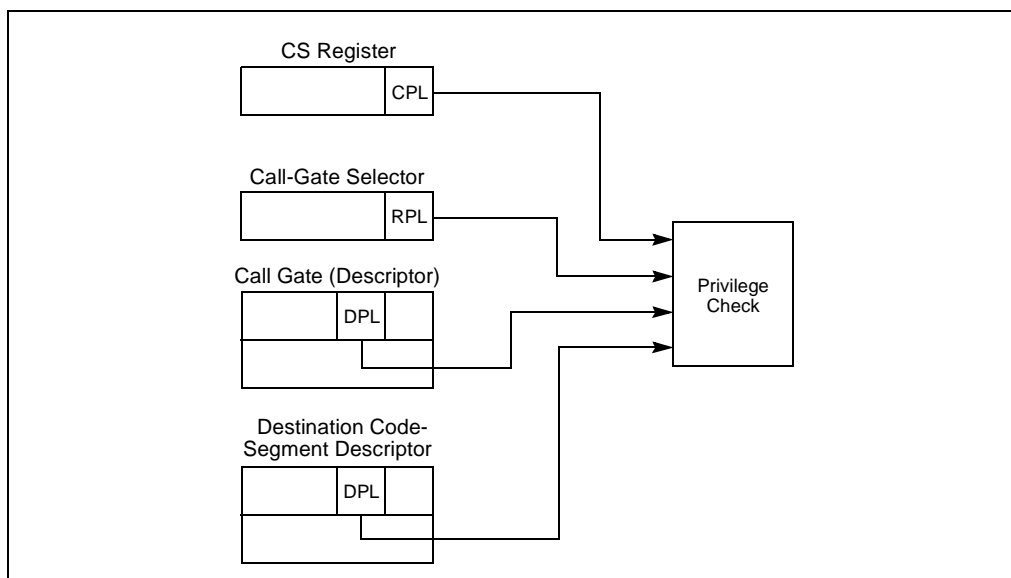 CS Register
CPL
Call-Gate Selector
RPL
Call Gate (Descriptor)
DPL
Privilege
Check
Destination Code-
Segment Descriptor
DPL